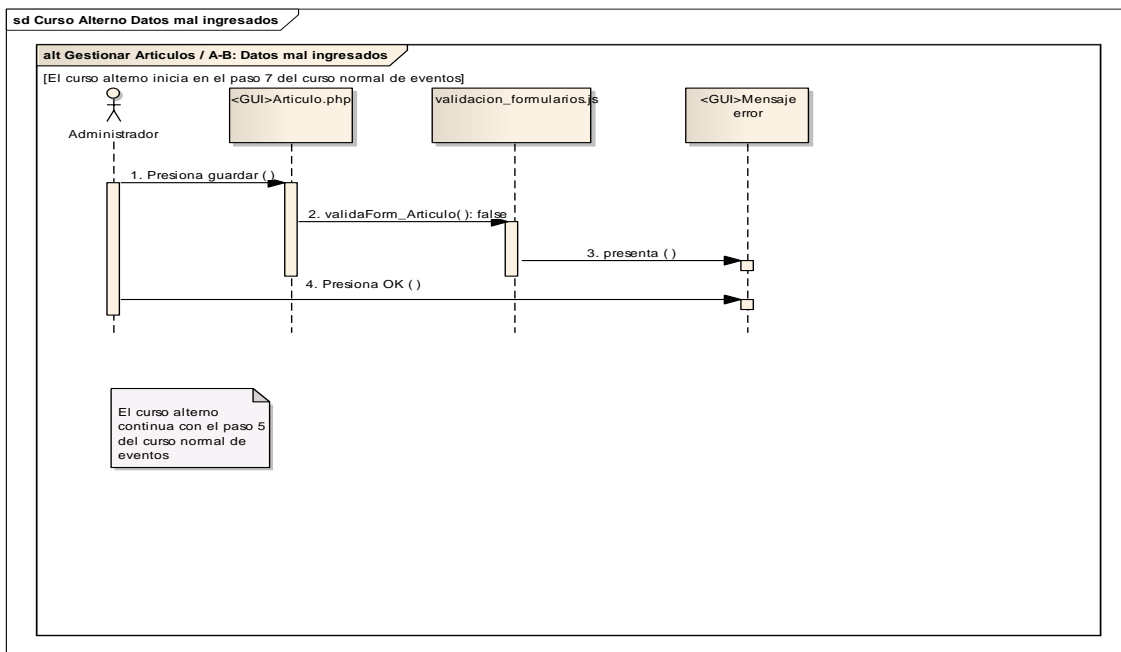 sd Curso Alterno Datos mal ingresados
alt Gestionar Articulos / A-B: Datos mal ingresados
[El curso alterno inicia en el paso 7 del curso normal de eventos]
Administrador
<GUI>Articulo.php
validacion_formularios.js
<GUI>Mensaje
error
1. Presiona guardar ( )
2. validaForm_Articulo( ): false
3. presenta ( )
4. Presiona OK ( )
El curso alterno
continua con el paso 5
del curso normal de
eventos